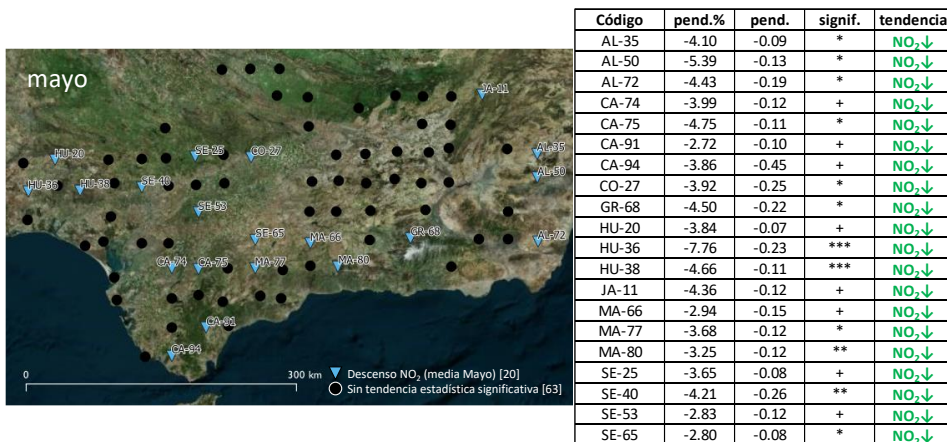 mayo
JA-11
HU-20
SE-25
CO-27
AL-35
AL-50
HU-36
HU-38
SE-40
SE-53
SE-65
MA-66
GR-68
AL-72
CA-74
CA-75
MA-77
MA-80
CA-91
CA-94
0 300 km
Descenso NO₂ (media Mayo) [20]
Sin tendencia estadística significativa [63]
Código pend.% pend. signif. tendencia
AL-35 -4.10 -0.09 * NO₂↓
AL-50 -5.39 -0.13 * NO₂↓
AL-72 -4.43 -0.19 * NO₂↓
CA-74 -3.99 -0.12 + NO₂↓
CA-75 -4.75 -0.11 * NO₂↓
CA-91 -2.72 -0.10 + NO₂↓
CA-94 -3.86 -0.45 + NO₂↓
CO-27 -3.92 -0.25 * NO₂↓
GR-68 -4.50 -0.22 * NO₂↓
HU-20 -3.84 -0.07 + NO₂↓
HU-36 -7.76 -0.23 *** NO₂↓
HU-38 -4.66 -0.11 *** NO₂↓
JA-11 -4.36 -0.12 + NO₂↓
MA-66 -2.94 -0.15 + NO₂↓
MA-77 -3.68 -0.12 * NO₂↓
MA-80 -3.25 -0.12 ** NO₂↓
SE-25 -3.65 -0.08 + NO₂↓
SE-40 -4.21 -0.26 ** NO₂↓
SE-53 -2.83 -0.12 + NO₂↓
SE-65 -2.80 -0.08 * NO₂↓